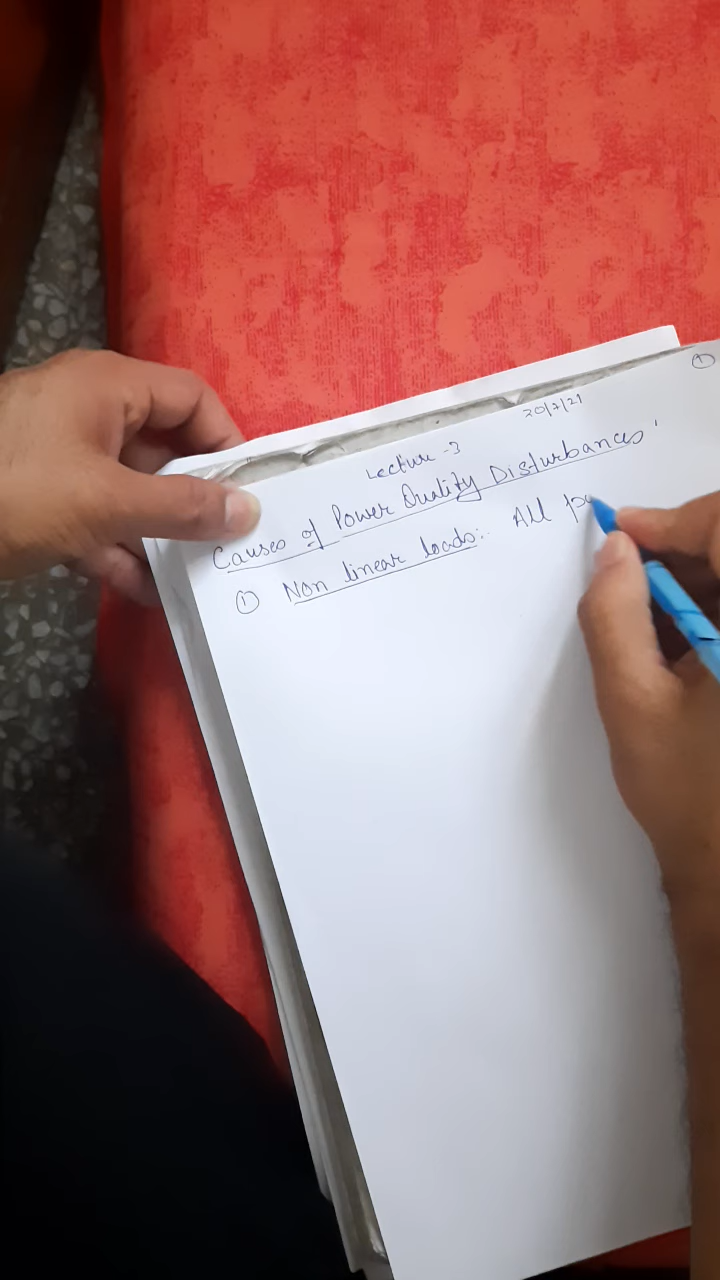 ①
20/7/21
Lecture -3
Causes of Power Quality Disturbances'
① Non linear loads:- All